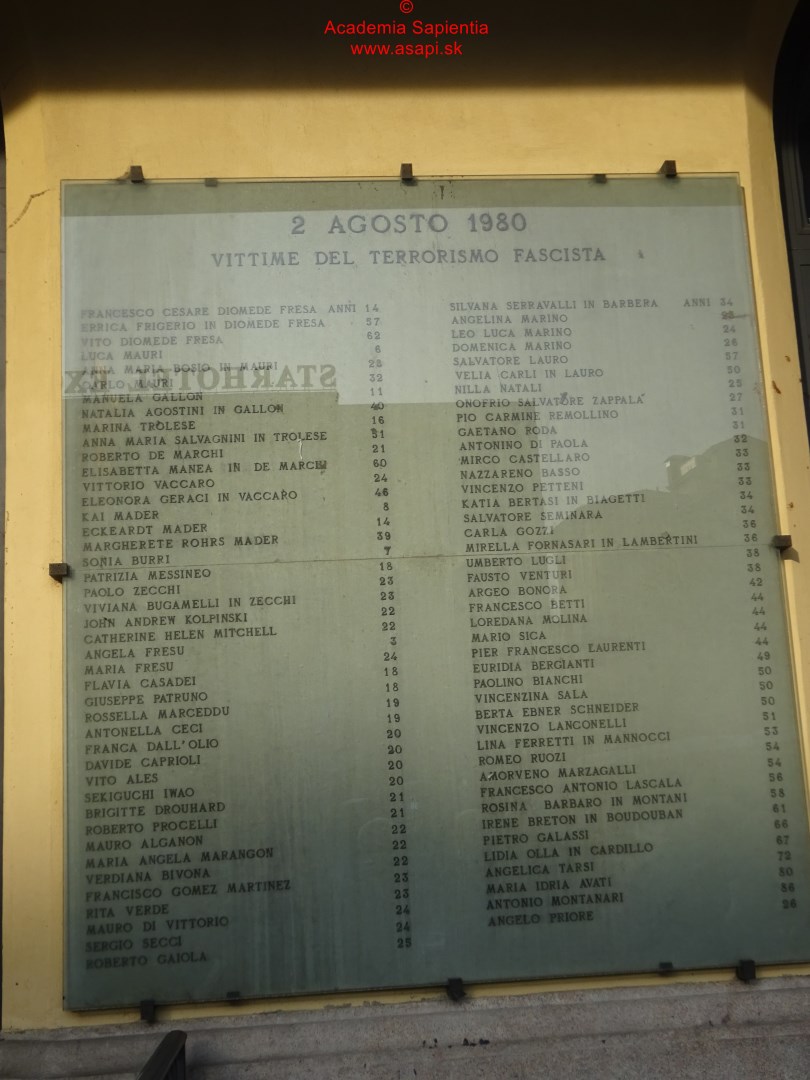 ©
Academia Sapientia
www.asapi.sk
2 AGOSTO 1980
VITTIME DEL TERRORISMO FASCISTA
FRANCESCO CESARE DIOMEDE FRESA ANNI 14
ERRICA FRIGERIO IN DIOMEDE FRESA 57
VITO DIOMEDE FRESA 62
LUCA MAURI 6
ANNA MARIA BOSIO IN MAURI 28
CARLO MAURI 32
MANUELA GALLON 11
NATALIA AGOSTINI IN GALLON 40
MARINA TROLESE 16
ANNA MARIA SALVAGNINI IN TROLESE 51
ROBERTO DE MARCHI 21
ELISABETTA MANEA IN DE MARCHI 60
VITTORIO VACCARO 24
ELEONORA GERACI IN VACCARO 46
KAI MADER 8
ECKEARDT MADER 14
MARGHERETE ROHRS MADER 39
SONIA BURRI 7
PATRIZIA MESSINEO 18
PAOLO ZECCHI 23
VIVIANA BUGAMELLI IN ZECCHI 23
JOHN ANDREW KOLPINSKI 22
CATHERINE HELEN MITCHELL 22
ANGELA FRESU 3
MARIA FRESU 24
FLAVIA CASADEI 18
GIUSEPPE PATRUNO 18
ROSSELLA MARCEDDU 19
ANTONELLA CECI 19
FRANCA DALL'OLIO 20
DAVIDE CAPRIOLI 20
VITO ALES 20
SEKIGUCHI IWAO 20
BRIGITTE DROUHARD 21
ROBERTO PROCELLI 21
MAURO ALGANON 22
MARIA ANGELA MARANGON 22
VERDIANA BIVONA 22
FRANCISCO GOMEZ MARTINEZ 23
RITA VERDE 23
MAURO DI VITTORIO 24
SERGIO SECCI 24
ROBERTO GAIOLA 25
SILVANA SERRAVALLI IN BARBERA ANNI 34
ANGELINA MARINO 23
LEO LUCA MARINO 24
DOMENICA MARINO 26
SALVATORE LAURO 57
VELIA CARLI IN LAURO 50
NILLA NATALI 25
ONOFRIO SALVATORE ZAPPALA' 27
PIO CARMINE REMOLLINO 31
GAETANO RODA 31
ANTONINO DI PAOLA 32
MIRCO CASTELLARO 33
NAZZARENO BASSO 33
VINCENZO PETTENI 33
KATIA BERTASI IN BIAGETTI 34
SALVATORE SEMINARA 34
CARLA GOZZI 36
MIRELLA FORNASARI IN LAMBERTINI 36
UMBERTO LUGLI 38
FAUSTO VENTURI 38
ARGEO BONORA 42
FRANCESCO BETTI 44
LOREDANA MOLINA 44
MARIO SICA 44
PIER FRANCESCO LAURENTI 44
EURIDIA BERGIANTI 49
PAOLINO BIANCHI 50
VINCENZINA SALA 50
BERTA EBNER SCHNEIDER 50
VINCENZO LANCONELLI 51
LINA FERRETTI IN MANNOCCI 53
ROMEO RUOZI 54
AMORVENO MARZAGALLI 54
FRANCESCO ANTONIO LASCALA 56
ROSINA BARBARO IN MONTANI 58
IRENE BRETON IN BOUDOUBAN 61
PIETRO GALASSI 66
LIDIA OLLA IN CARDILLO 67
ANGELICA TARSI 72
MARIA IDRIA AVATI 80
ANTONIO MONTANARI 86
ANGELO PRIORE 26